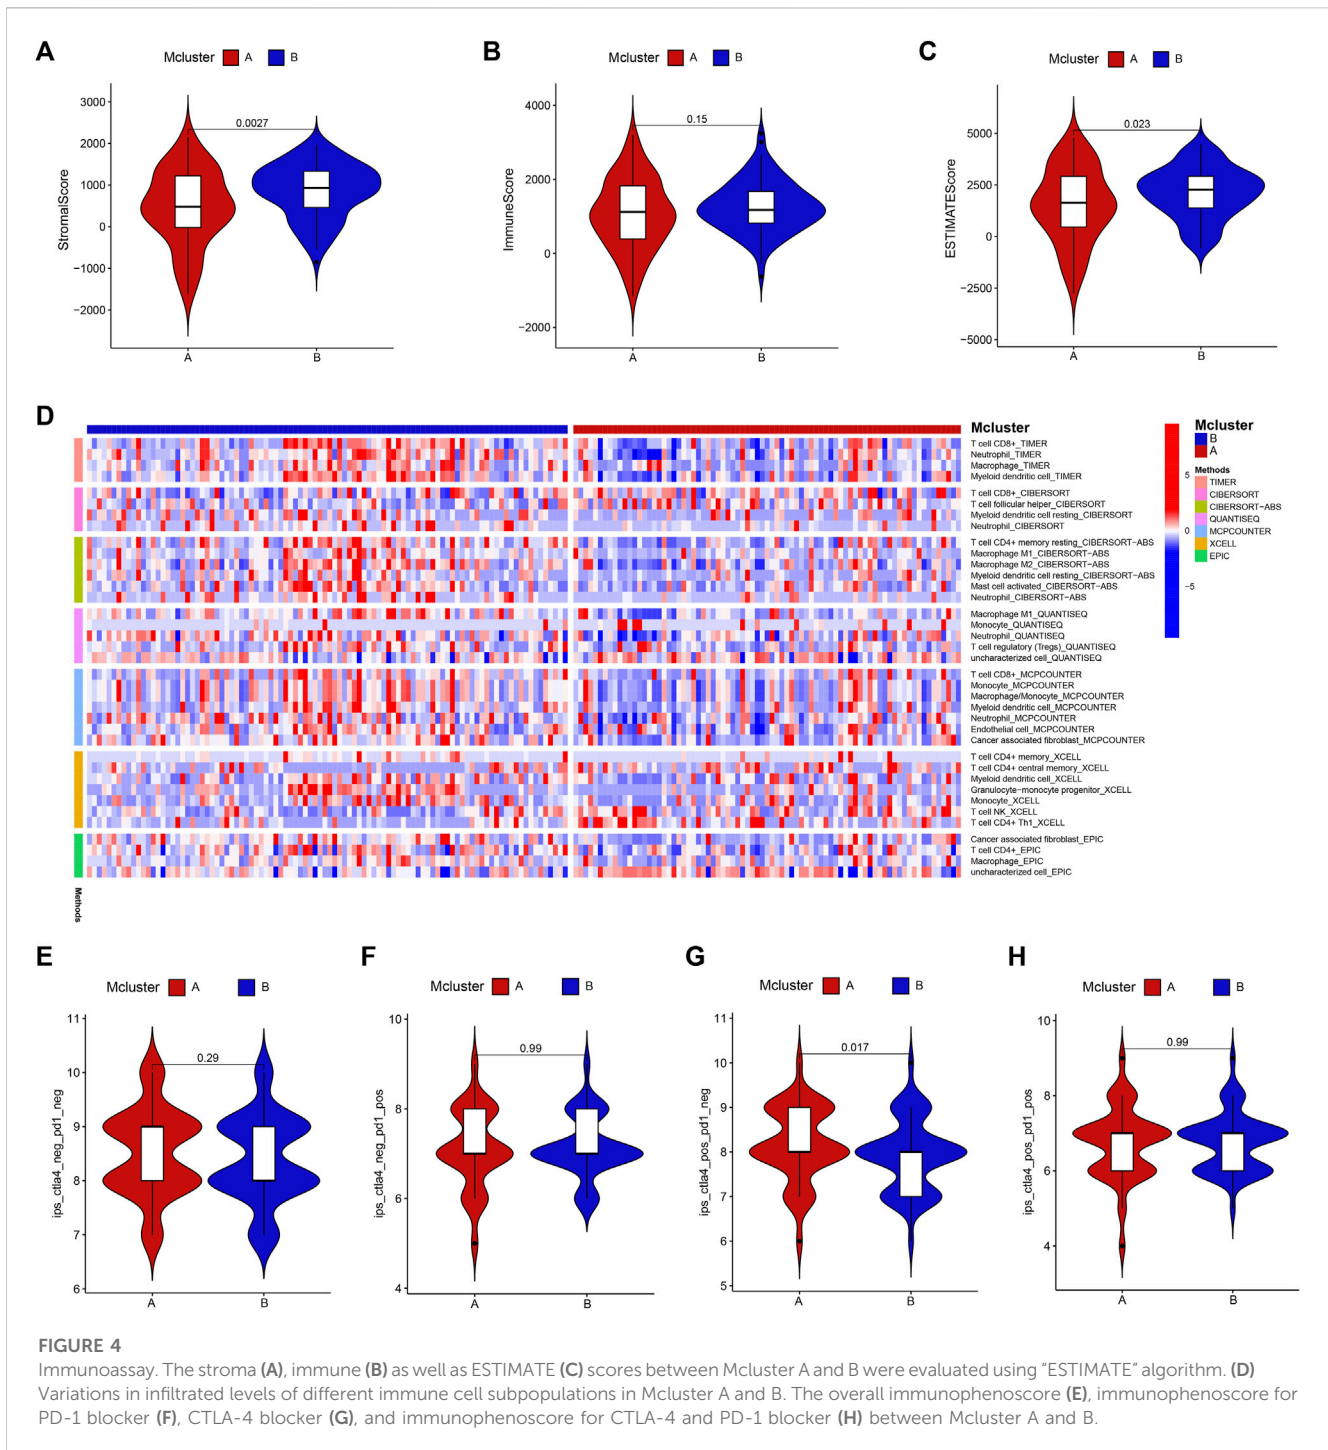 A
Mcluster A B
StromalScore
3000
2000
1000
0
−1000
−2000
0.0027
A B
B
Mcluster A B
ImmuneScore
4000
2000
0
−2000
0.15
A B
C
Mcluster A B
ESTIMATEScore
5000
2500
0
−2500
−5000
0.023
A B
D
Mcluster
T cell CD8+_TIMER
Neutrophil_TIMER
Macrophage_TIMER
Myeloid dendritic cell_TIMER
T cell CD8+_CIBERSORT
T cell follicular helper_CIBERSORT
Myeloid dendritic cell resting_CIBERSORT
Neutrophil_CIBERSORT
T cell CD4+ memory resting_CIBERSORT−ABS
Macrophage M1_CIBERSORT−ABS
Macrophage M2_CIBERSORT−ABS
Myeloid dendritic cell resting_CIBERSORT−ABS
Mast cell activated_CIBERSORT−ABS
Neutrophil_CIBERSORT−ABS
Macrophage M1_QUANTISEQ
Monocyte_QUANTISEQ
Neutrophil_QUANTISEQ
T cell regulatory (Tregs)_QUANTISEQ
uncharacterized cell_QUANTISEQ
T cell CD8+_MCPCOUNTER
Monocyte_MCPCOUNTER
Macrophage/Monocyte_MCPCOUNTER
Myeloid dendritic cell_MCPCOUNTER
Neutrophil_MCPCOUNTER
Endothelial cell_MCPCOUNTER
Cancer associated fibroblast_MCPCOUNTER
T cell CD4+ memory_XCELL
T cell CD4+ central memory_XCELL
Myeloid dendritic cell_XCELL
Granulocyte−monocyte progenitor_XCELL
Monocyte_XCELL
T cell NK_XCELL
T cell CD4+ Th1_XCELL
Cancer associated fibroblast_EPIC
T cell CD4+_EPIC
Macrophage_EPIC
uncharacterized cell_EPIC
Methods
5
0
−5
Mcluster
B
A
Methods
TIMER
CIBERSORT
CIBERSORT−ABS
QUANTISEQ
MCPCOUNTER
XCELL
EPIC
E
Mcluster A B
ips_ctla4_neg_pd1_neg
11
10
9
8
7
6
0.29
A B
F
Mcluster A B
ips_ctla4_neg_pd1_pos
10
8
6
4
0.99
A B
G
Mcluster A B
ips_ctla4_pos_pd1_neg
11
10
9
8
7
6
5
0.017
A B
H
Mcluster A B
ips_ctla4_pos_pd1_pos
10
8
6
4
0.99
A B
FIGURE 4
Immunoassay. The stroma (A), immune (B) as well as ESTIMATE (C) scores between Mcluster A and B were evaluated using “ESTIMATE” algorithm. (D)
Variations in infiltrated levels of different immune cell subpopulations in Mcluster A and B. The overall immunophenoscore (E), immunophenoscore for
PD-1 blocker (F), CTLA-4 blocker (G), and immunophenoscore for CTLA-4 and PD-1 blocker (H) between Mcluster A and B.